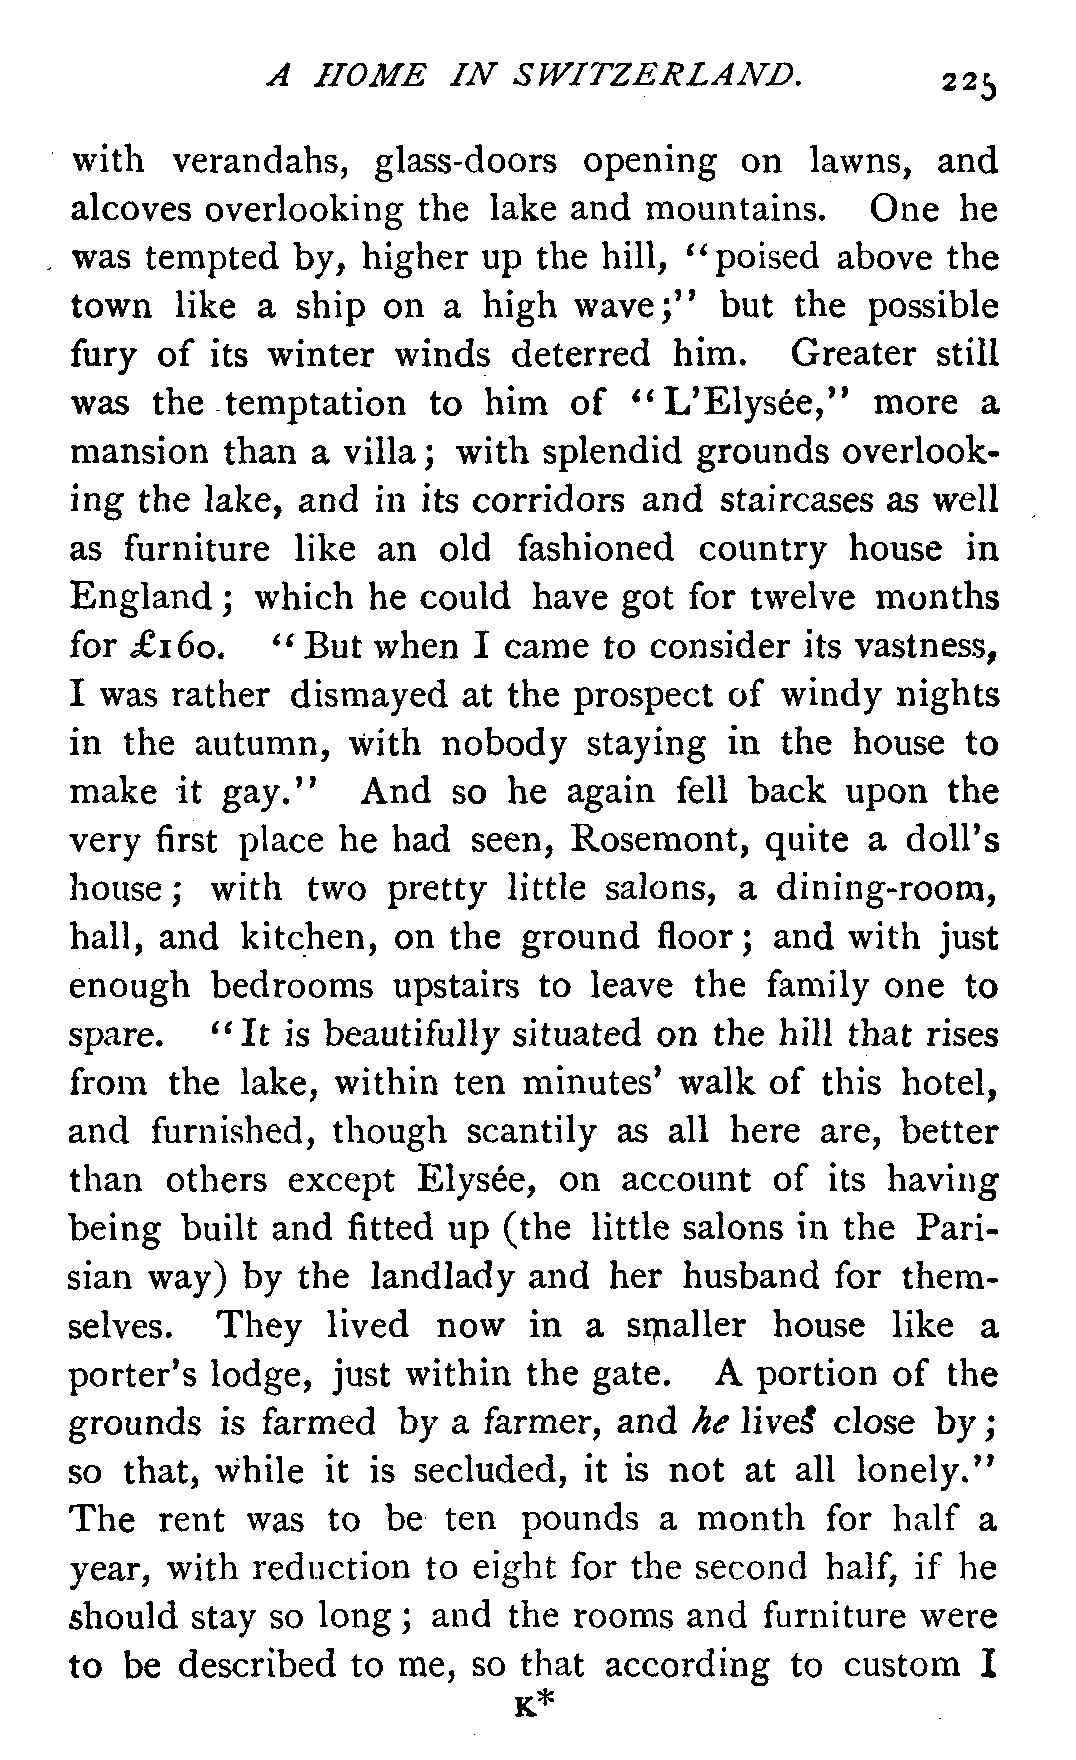 A HOME IN SWITZERLAND. 225
with verandahs, glass-doors opening on lawns, and
alcoves overlooking the lake and mountains. One he
was tempted by, higher up the hill, "poised above the
town like a ship on a high wave;" but the possible
fury of its winter winds deterred him. Greater still
was the temptation to him of "L'Elysée," more a
mansion than a villa; with splendid grounds overlook-
ing the lake, and in its corridors and staircases as well
as furniture like an old fashioned country house in
England; which he could have got for twelve months
for £160. "But when I came to consider its vastness,
I was rather dismayed at the prospect of windy nights
in the autumn, with nobody staying in the house to
make it gay." And so he again fell back upon the
very first place he had seen, Rosemont, quite a doll's
house; with two pretty little salons, a dining-room,
hall, and kitchen, on the ground floor; and with just
enough bedrooms upstairs to leave the family one to
spare. "It is beautifully situated on the hill that rises
from the lake, within ten minutes' walk of this hotel,
and furnished, though scantily as all here are, better
than others except Elysée, on account of its having
being built and fitted up (the little salons in the Pari-
sian way) by the landlady and her husband for them-
selves. They lived now in a smaller house like a
porter's lodge, just within the gate. A portion of the
grounds is farmed by a farmer, and he lives close by;
so that, while it is secluded, it is not at all lonely."
The rent was to be ten pounds a month for half a
year, with reduction to eight for the second half, if he
should stay so long; and the rooms and furniture were
to be described to me, so that according to custom I
K*